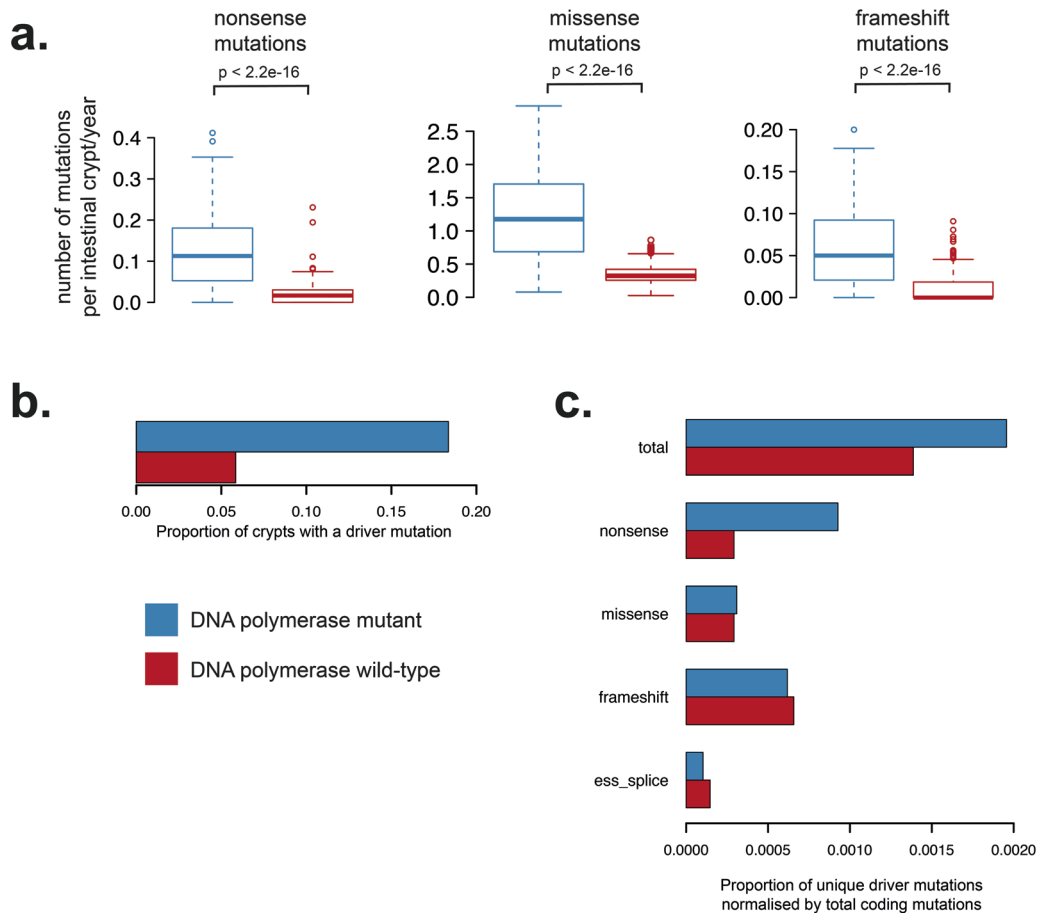 a.
nonsense
mutations
p < 2.2e-16
missense
mutations
p < 2.2e-16
frameshift
mutations
p < 2.2e-16
number of mutations
per intestinal crypt/year
0.4
0.3
0.2
0.1
0.0
2.5
2.0
1.5
1.0
0.5
0.0
0.20
0.15
0.10
0.05
0.00
b.
0.00 0.05 0.10 0.15 0.20
Proportion of crypts with a driver mutation
DNA polymerase mutant
DNA polymerase wild-type
c.
total
nonsense
missense
frameshift
ess_splice
0.0000 0.0005 0.0010 0.0015 0.0020
Proportion of unique driver mutations
normalised by total coding mutations